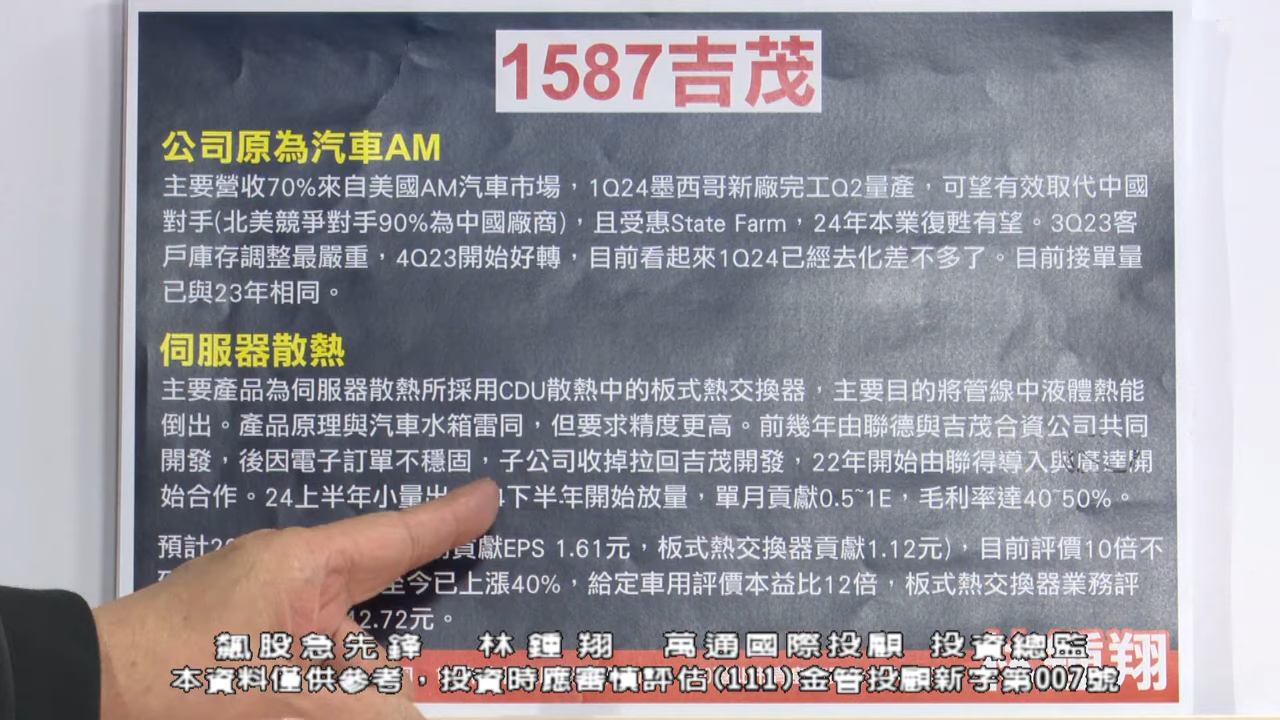 1587吉茂
公司原為汽車AM
主要營收70%來自美國AM汽車市場，1Q24墨西哥新廠完工Q2量產，可望有效取代中國
對手(北美競爭對手90%為中國廠商)，且受惠State Farm，24年本業復甦有望。3Q23客
戶庫存調整最嚴重，4Q23開始好轉，目前看起來1Q24已經去化差不多了。目前接單量
已與23年相同。
伺服器散熱
主要產品為伺服器散熱所採用CDU散熱中的板式熱交換器，主要目的將管線中液體熱能
倒出。產品原理與汽車水箱雷同，但要求精度更高。前幾年由聯德與吉茂合資公司共同
開發，後因電子訂單不穩固，子公司收掉拉回吉茂開發，22年開始由聯得導入與廣達開
始合作。24上半年小量出 4下半年開始放量，單月貢獻0.5~1E，毛利率達40~50%。
預計2 貢獻EPS 1.61元，板式熱交換器貢獻1.12元)，目前評價10倍不
至今已上漲40%，給定車用評價本益比12倍，板式熱交換器業務評
2.72元。
飆股急先鋒 林鍾翔 萬通國際投顧 投資總監
本資料僅供參考，投資時應審慎評估(111)金管投顧新字第007號
翔